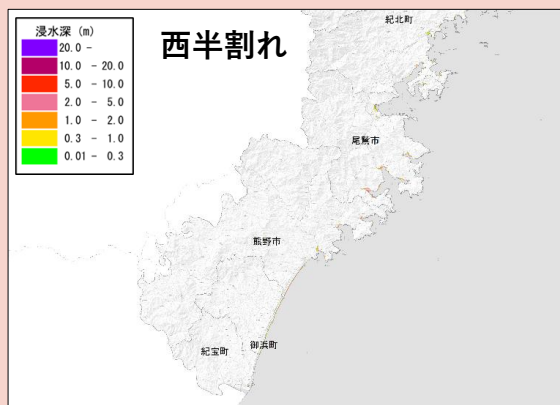 浸水深 (m)
20.0 -
10.0 - 20.0
5.0 - 10.0
2.0 - 5.0
1.0 - 2.0
0.3 - 1.0
0.01 - 0.3
西半割れ
紀北町
尾鷲市
熊野市
御浜町
紀宝町